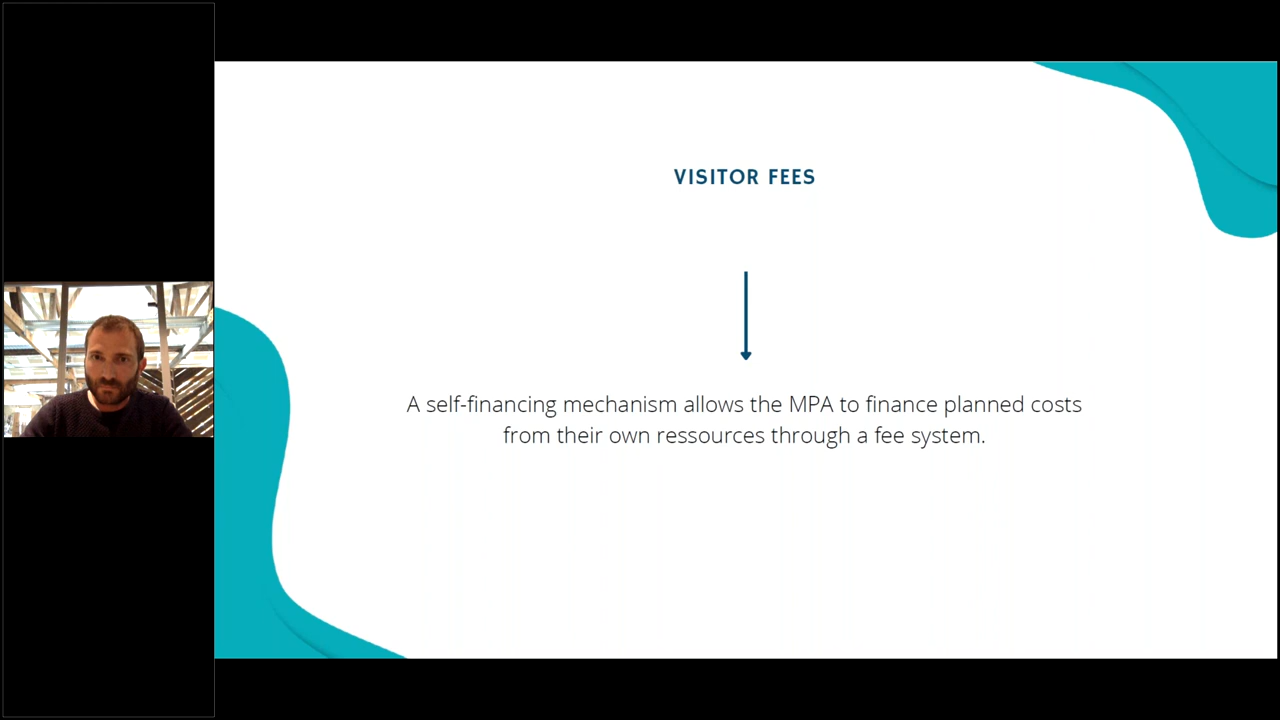 VISITOR FEES
A self-financing mechanism allows the MPA to finance planned costs
from their own ressources through a fee system.